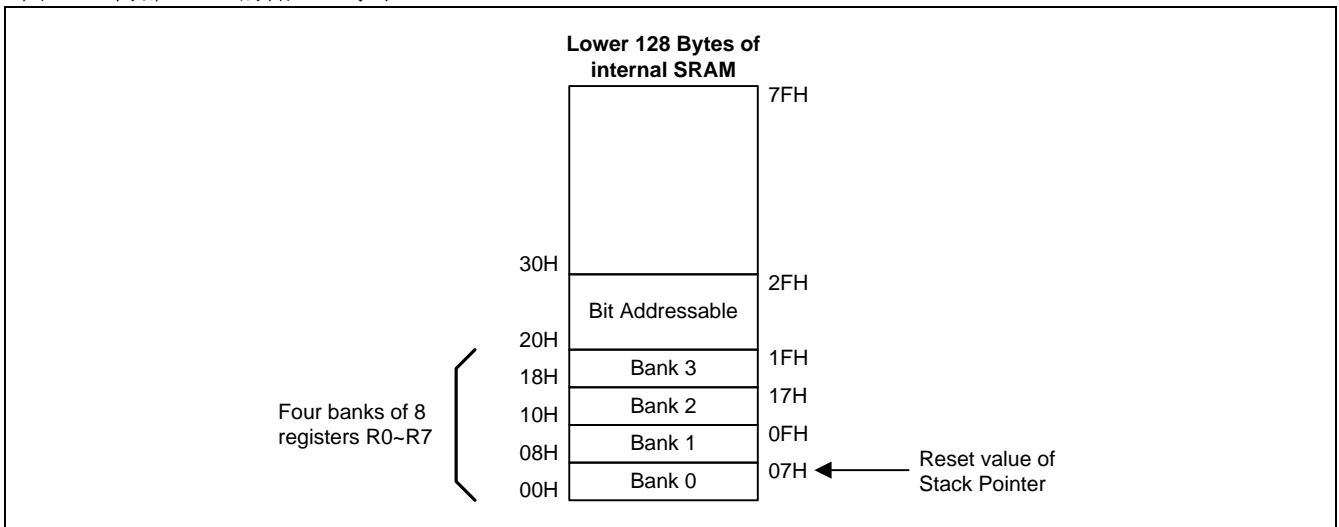 Lower 128 Bytes of
internal SRAM
7FH
30H
2FH
Bit Addressable
20H
1FH
Bank 3
18H
17H
Bank 2
10H
0FH
Bank 1
08H
07H
Bank 0
00H
Four banks of 8
registers R0~R7
Reset value of
Stack Pointer